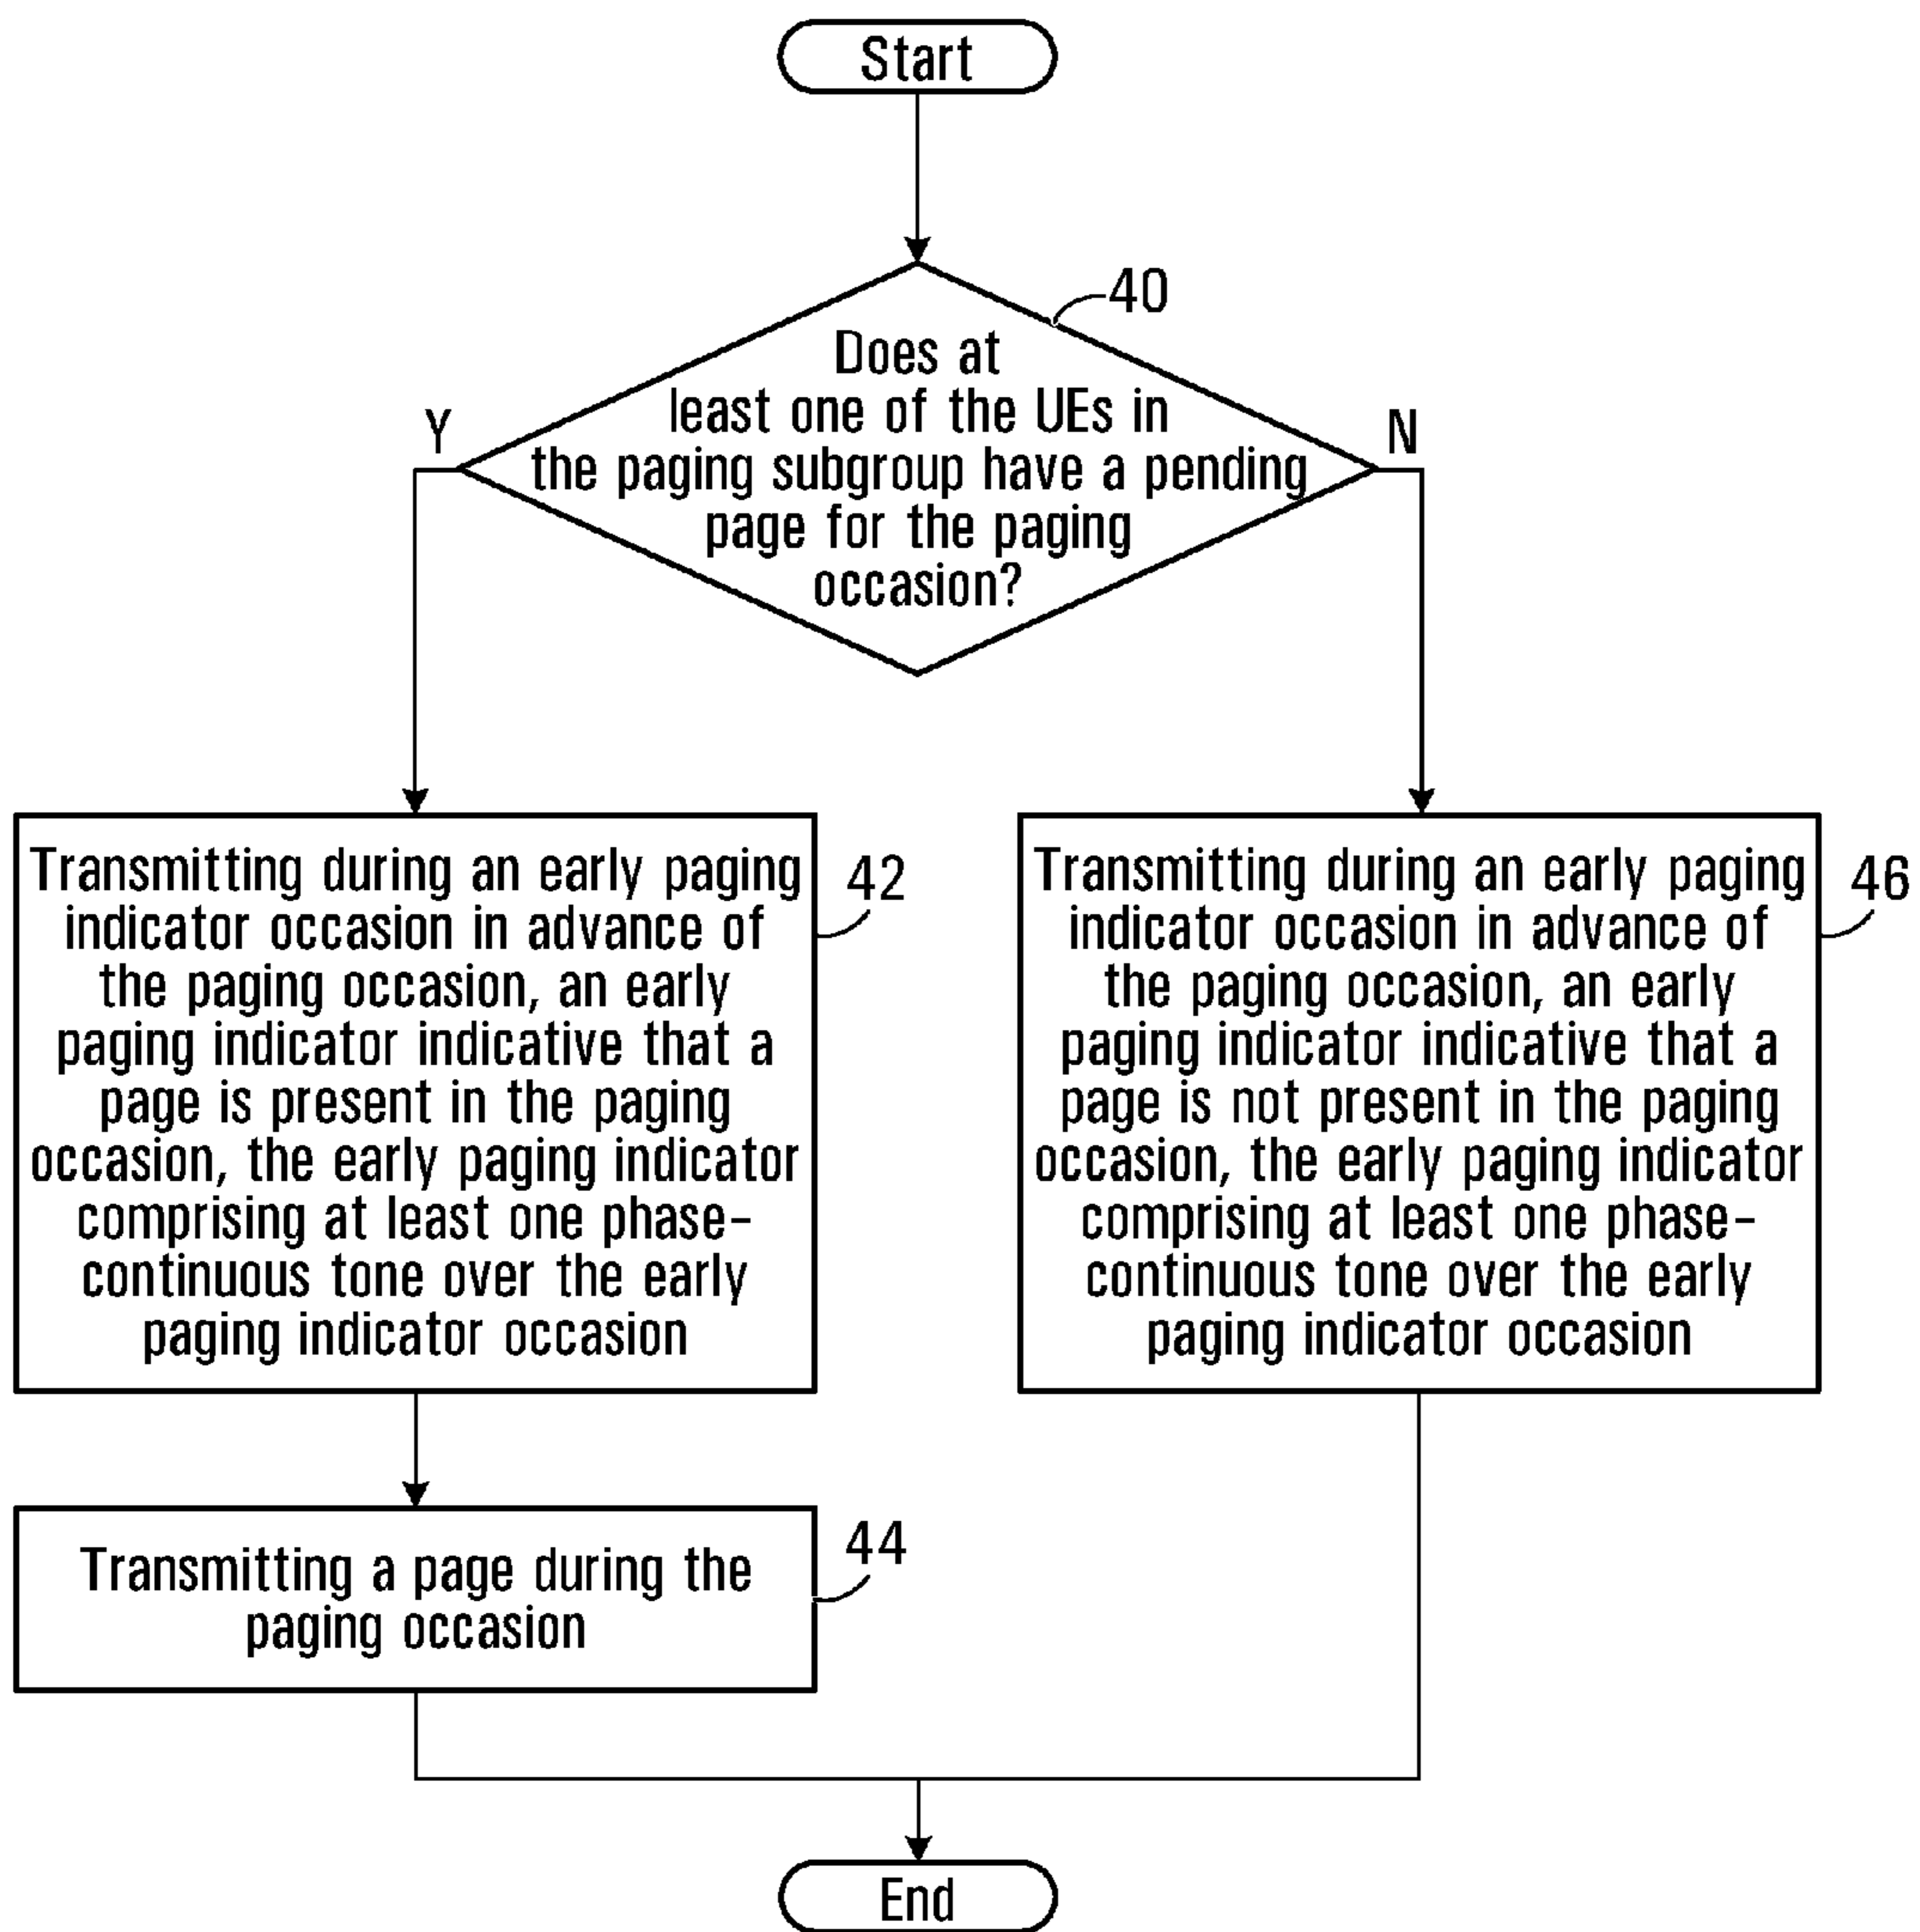 Start
40
Does at
least one of the UEs in
the paging subgroup have a pending
page for the paging
occasion?
Y
N
Transmitting during an early paging
indicator occasion in advance of
the paging occasion, an early
paging indicator indicative that a
page is present in the paging
occasion, the early paging indicator
comprising at least one phase-
continuous tone over the early
paging indicator occasion
42
Transmitting during an early paging
indicator occasion in advance of
the paging occasion, an early
paging indicator indicative that a
page is not present in the paging
occasion, the early paging indicator
comprising at least one phase-
continuous tone over the early
paging indicator occasion
46
Transmitting a page during the
paging occasion
44
End